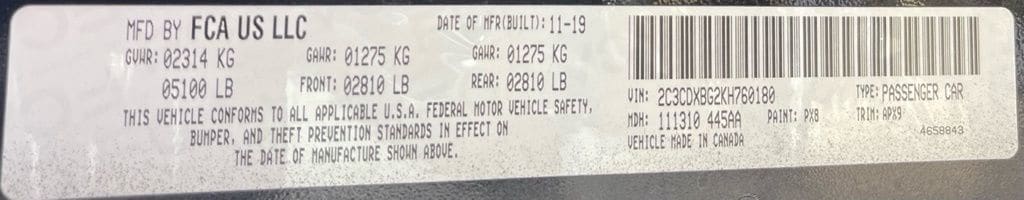 MFD BY FCA US LLC
DATE OF MFR(BUILT): 11-19
GVWR: 02314 KG GAWR: 01275 KG GAWR: 01275 KG
05100 LB FRONT: 02810 LB REAR: 02810 LB
THIS VEHICLE CONFORMS TO ALL APPLICABLE U.S.A. FEDERAL MOTOR VEHICLE SAFETY,
BUMPER, AND THEFT PREVENTION STANDARDS IN EFFECT ON
THE DATE OF MANUFACTURE SHOWN ABOVE.
VIN: 2C3CDXBG2KH760180 TYPE: PASSENGER CAR
MDH: 111310 445AA PAINT: PX8 TRIM: APX9
VEHICLE MADE IN CANADA 4658843